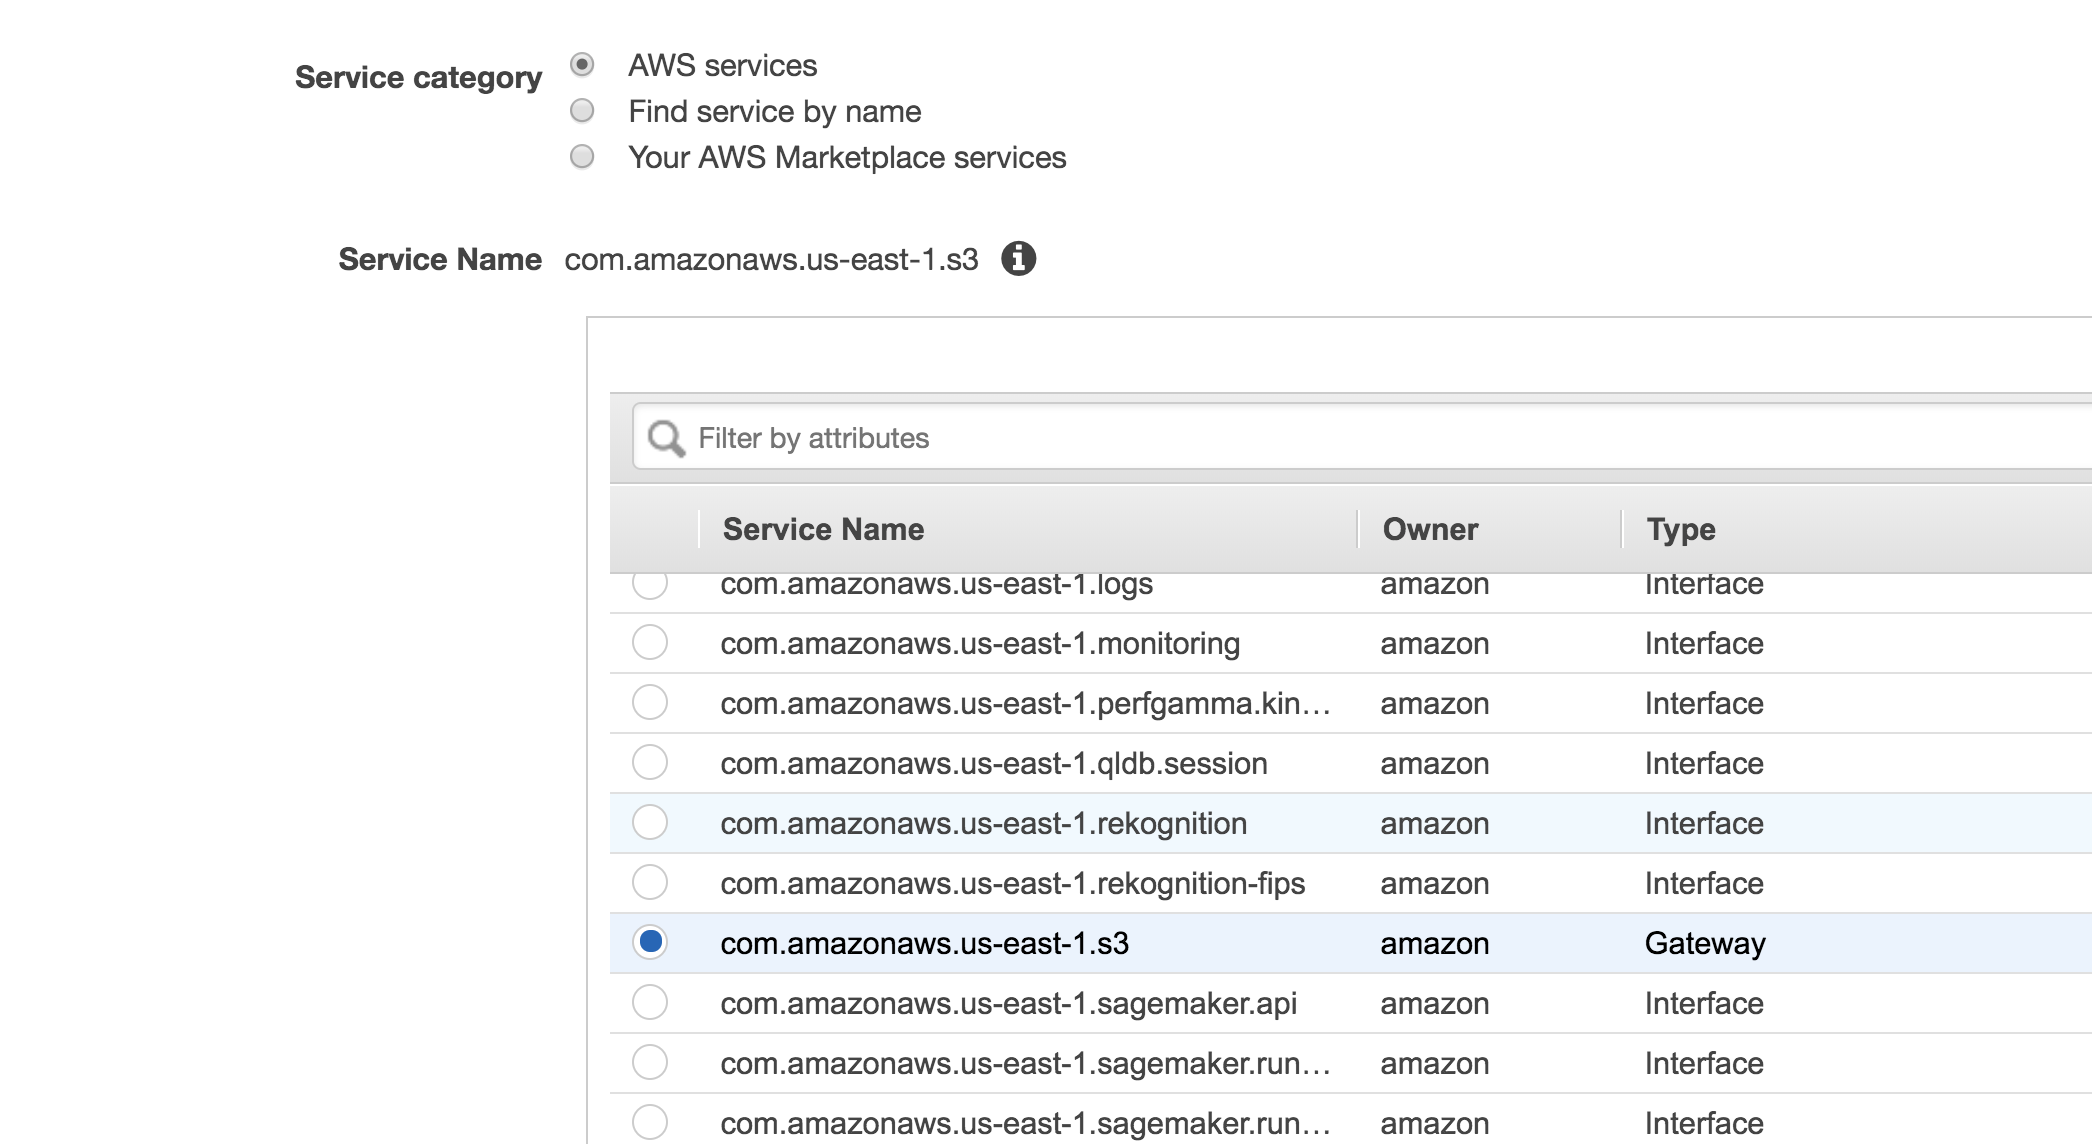 Service category
AWS services
Find service by name
Your AWS Marketplace services
Service Name com.amazonaws.us-east-1.s3
Filter by attributes
Service Name Owner Type
com.amazonaws.us-east-1.logs amazon Interface
com.amazonaws.us-east-1.monitoring amazon Interface
com.amazonaws.us-east-1.perfgamma.kin... amazon Interface
com.amazonaws.us-east-1.qldb.session amazon Interface
com.amazonaws.us-east-1.rekognition amazon Interface
com.amazonaws.us-east-1.rekognition-fips amazon Interface
com.amazonaws.us-east-1.s3 amazon Gateway
com.amazonaws.us-east-1.sagemaker.api amazon Interface
com.amazonaws.us-east-1.sagemaker.run... amazon Interface
com.amazonaws.us-east-1.sagemaker.run... amazon Interface